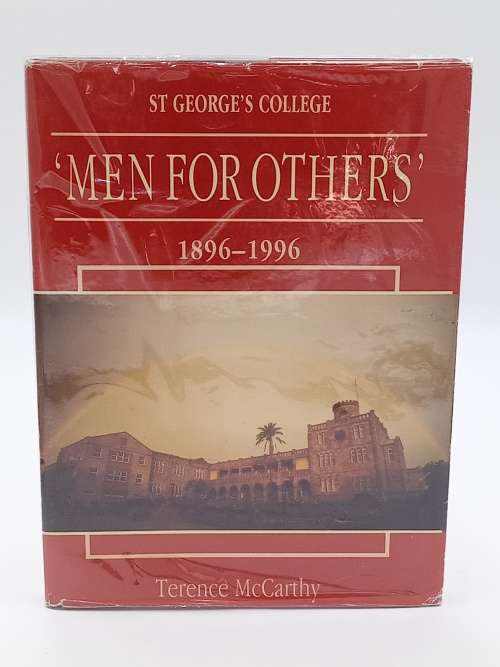 ST GEORGE'S COLLEGE
'MEN FOR OTHERS'
1896–1996
Terence McCarthy